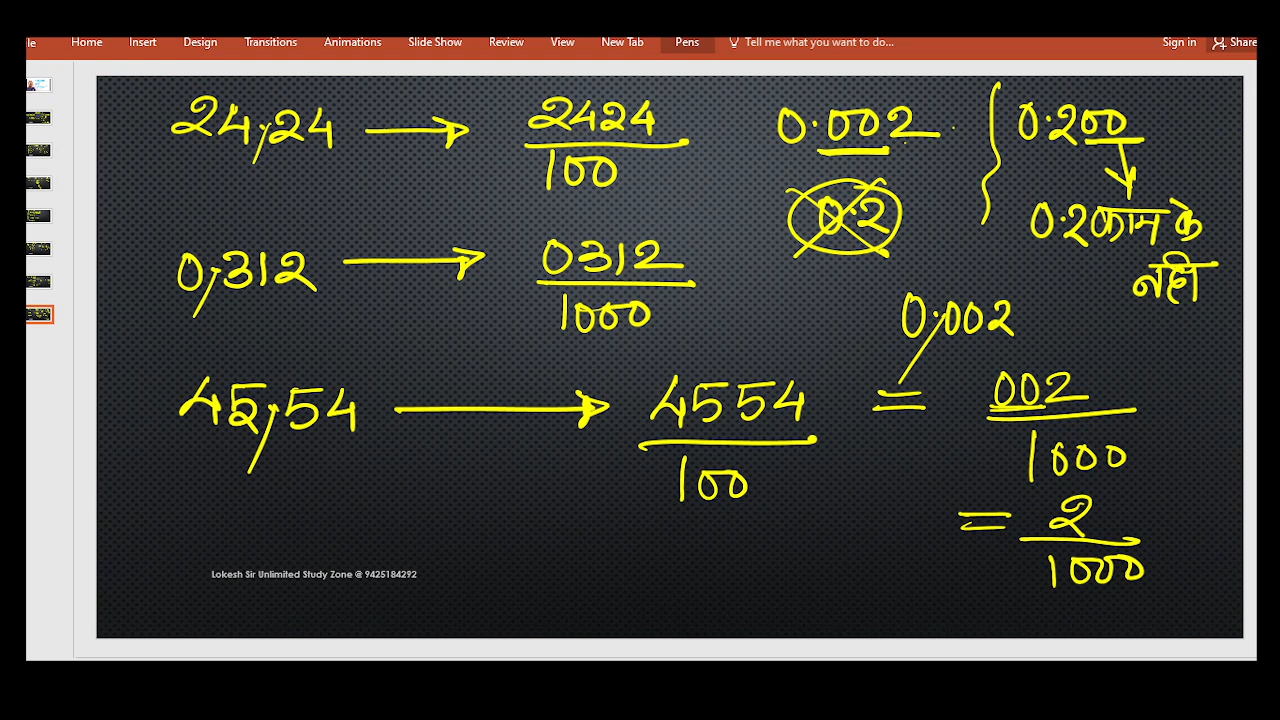 le Home Insert Design Transitions Animations Slide Show Review View New Tab Pens Tell me what you want to do... Sign in Share
24,24 → 2424/100
0,312 → 0312/1000
45,54 → 4554/100
0.002
0.2
0.200
0.2 काम के
नही
0.002
= 002/1000
= 2/1000
Lokesh Sir Unlimited Study Zone @ 9425184292